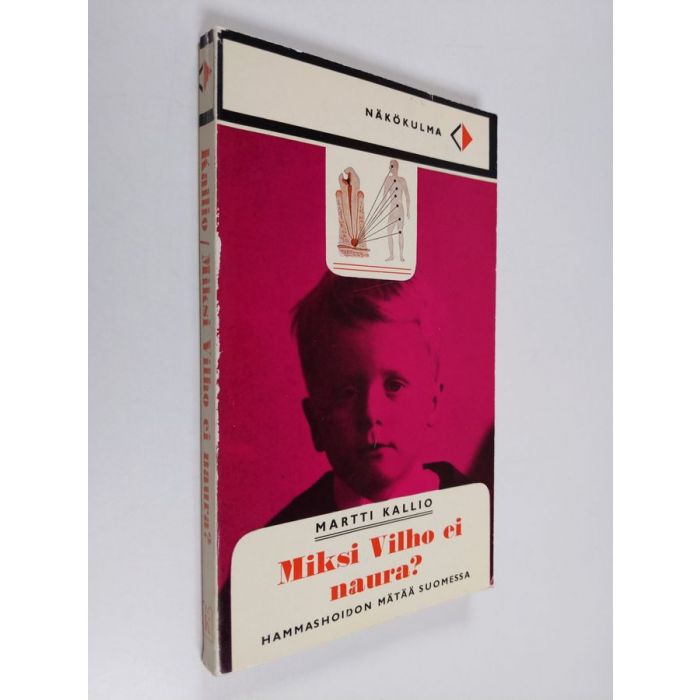 NÄKÖKULMA
MARTTI KALLIO
Miksi Vilho ei
naura?
HAMMASHOIDON MÄTÄÄ SUOMESSA
Kallio / Miksi Vilho ei naura?